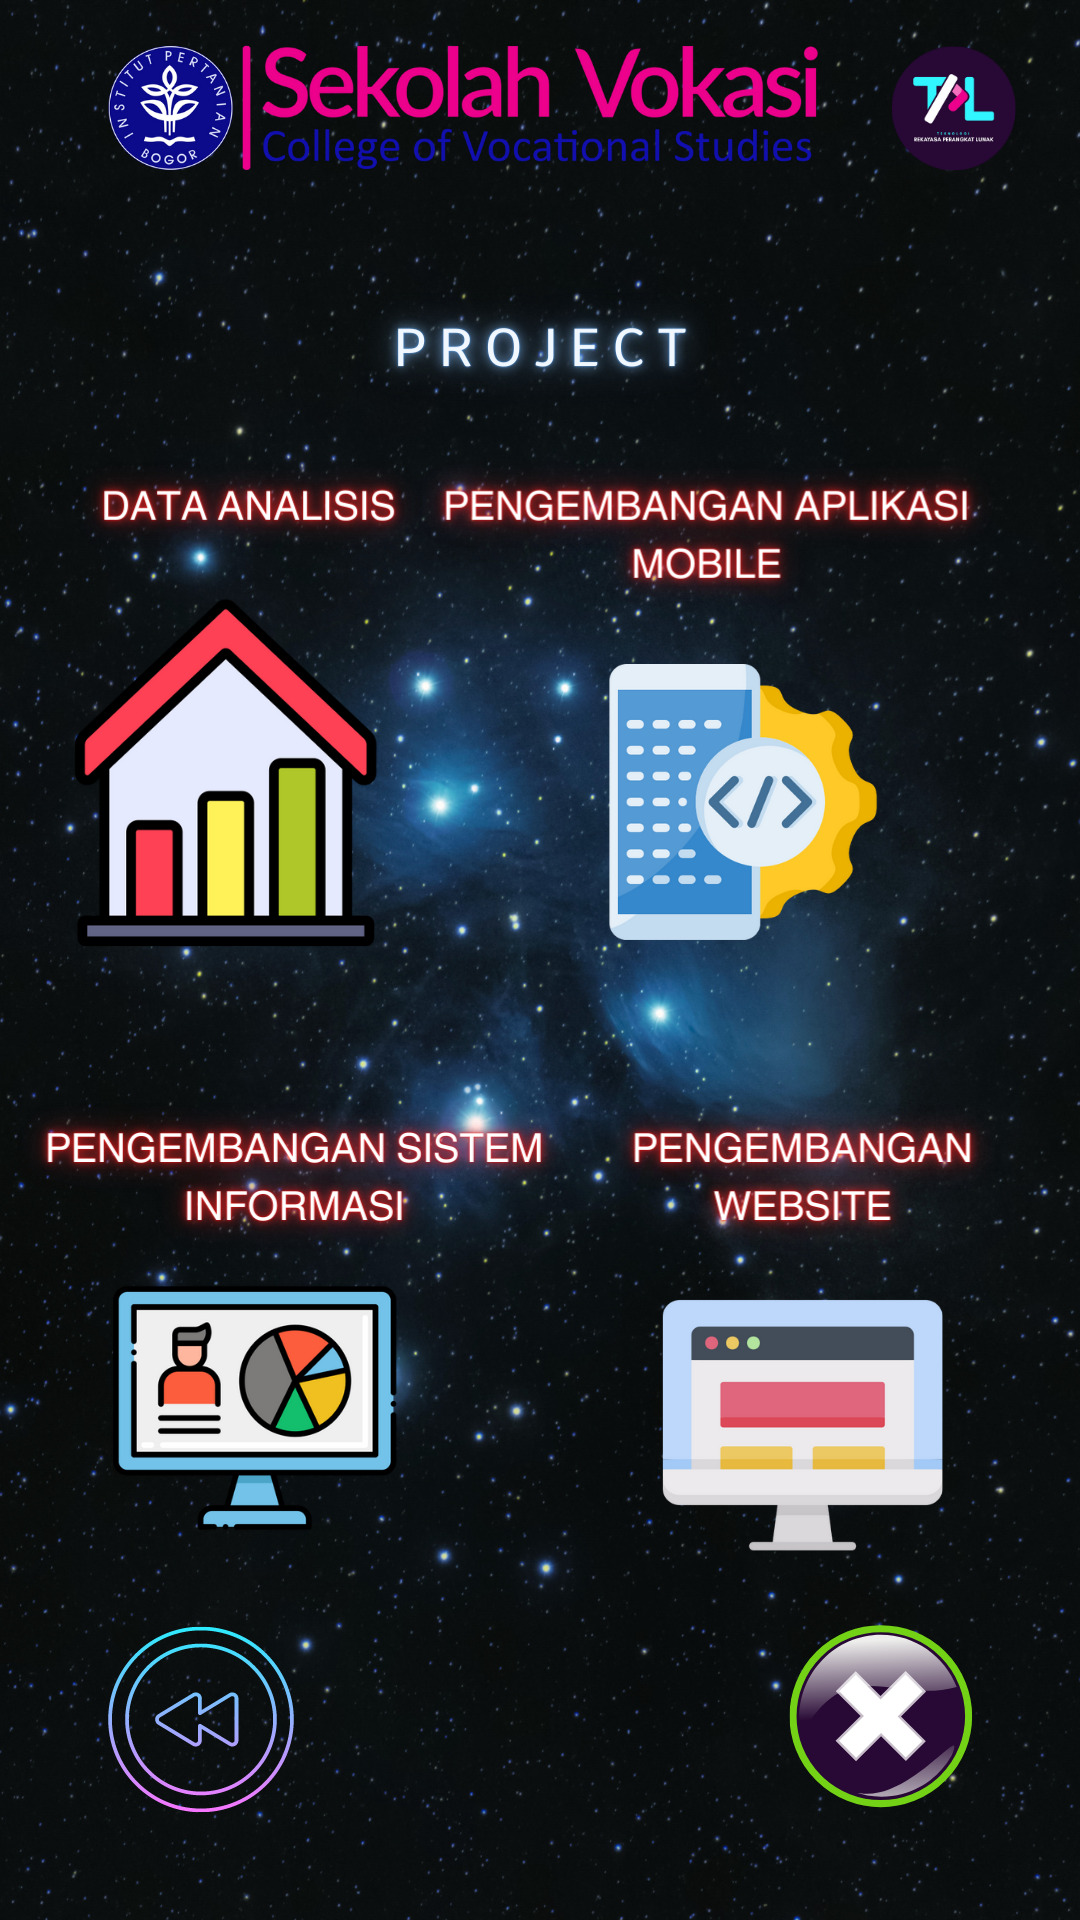 INSTITUT PERTANIAN
BOGOR
Sekolah Vokasi
College of Vocational Studies
TPL
TEKNOLOGI
REKAYASA PERANGKAT LUNAK
PROJECT
DATA ANALISIS
PENGEMBANGAN APLIKASI
MOBILE
</>
PENGEMBANGAN SISTEM
INFORMASI
PENGEMBANGAN
WEBSITE